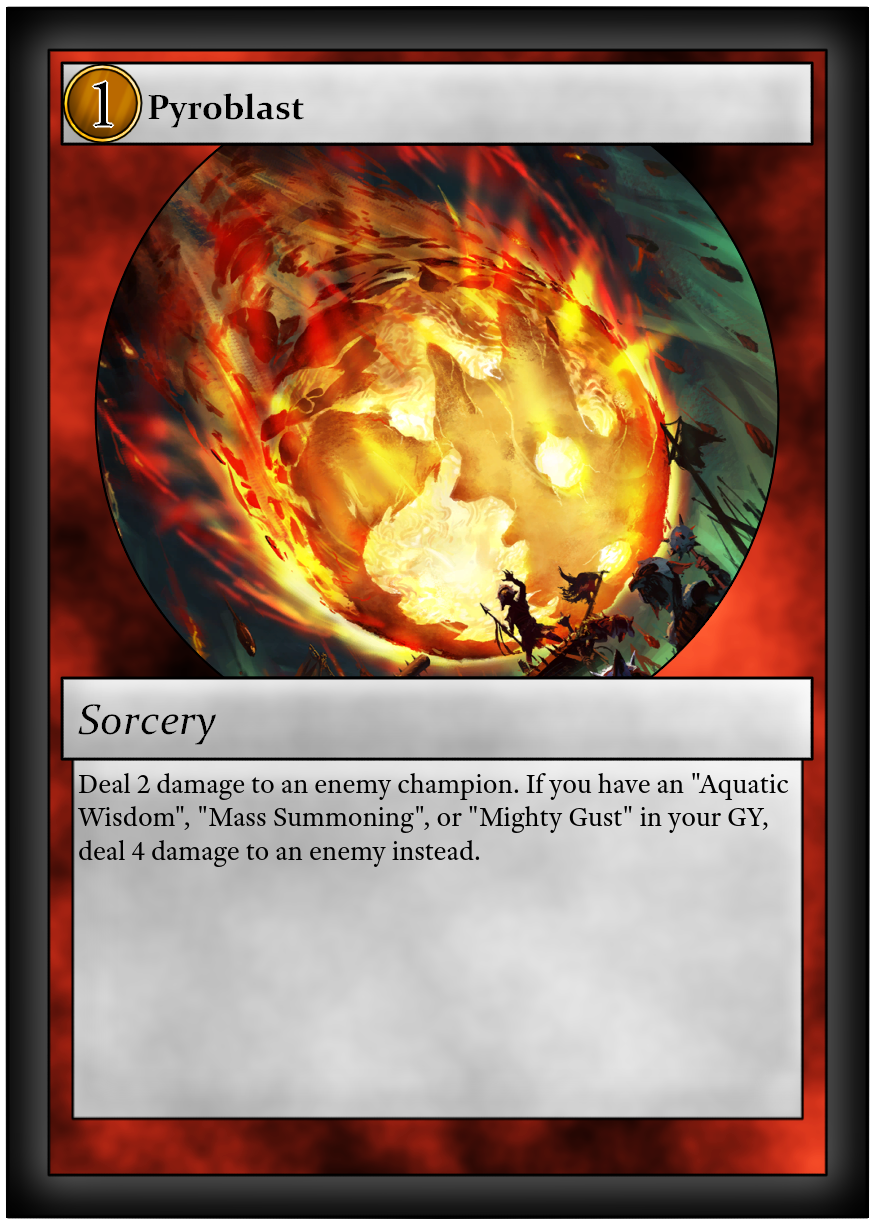 1 Pyroblast
Sorcery
Deal 2 damage to an enemy champion. If you have an "Aquatic
Wisdom", "Mass Summoning", or "Mighty Gust" in your GY,
deal 4 damage to an enemy instead.